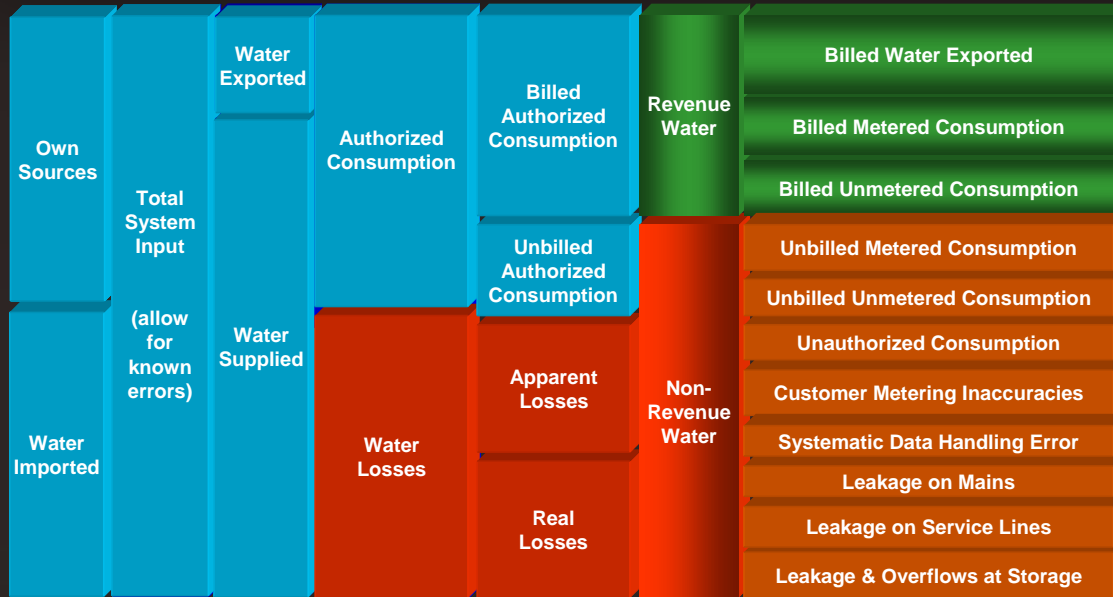 Own
Sources
Water
Imported
Total
System
Input
(allow
for
known
errors)
Water
Exported
Water
Supplied
Authorized
Consumption
Water
Losses
Billed
Authorized
Consumption
Unbilled
Authorized
Consumption
Apparent
Losses
Real
Losses
Revenue
Water
Non-
Revenue
Water
Billed Water Exported
Billed Metered Consumption
Billed Unmetered Consumption
Unbilled Metered Consumption
Unbilled Unmetered Consumption
Unauthorized Consumption
Customer Metering Inaccuracies
Systematic Data Handling Error
Leakage on Mains
Leakage on Service Lines
Leakage & Overflows at Storage